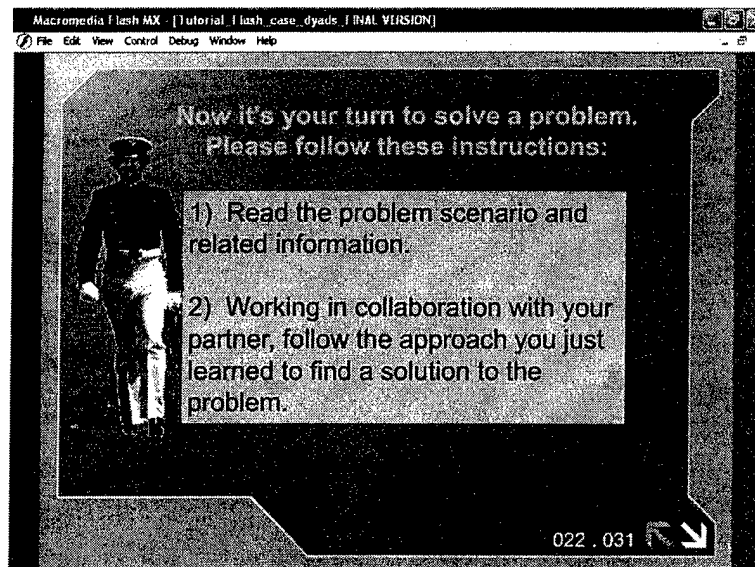 Macromedia Flash MX - [Tutorial_Flash_case_dyads_FINAL VERSION]
File Edit View Control Debug Window Help
Now it's your turn to solve a problem.
Please follow these instructions:
1) Read the problem scenario and
related information.
2) Working in collaboration with your
partner, follow the approach you just
learned to find a solution to the
problem.
022 . 031